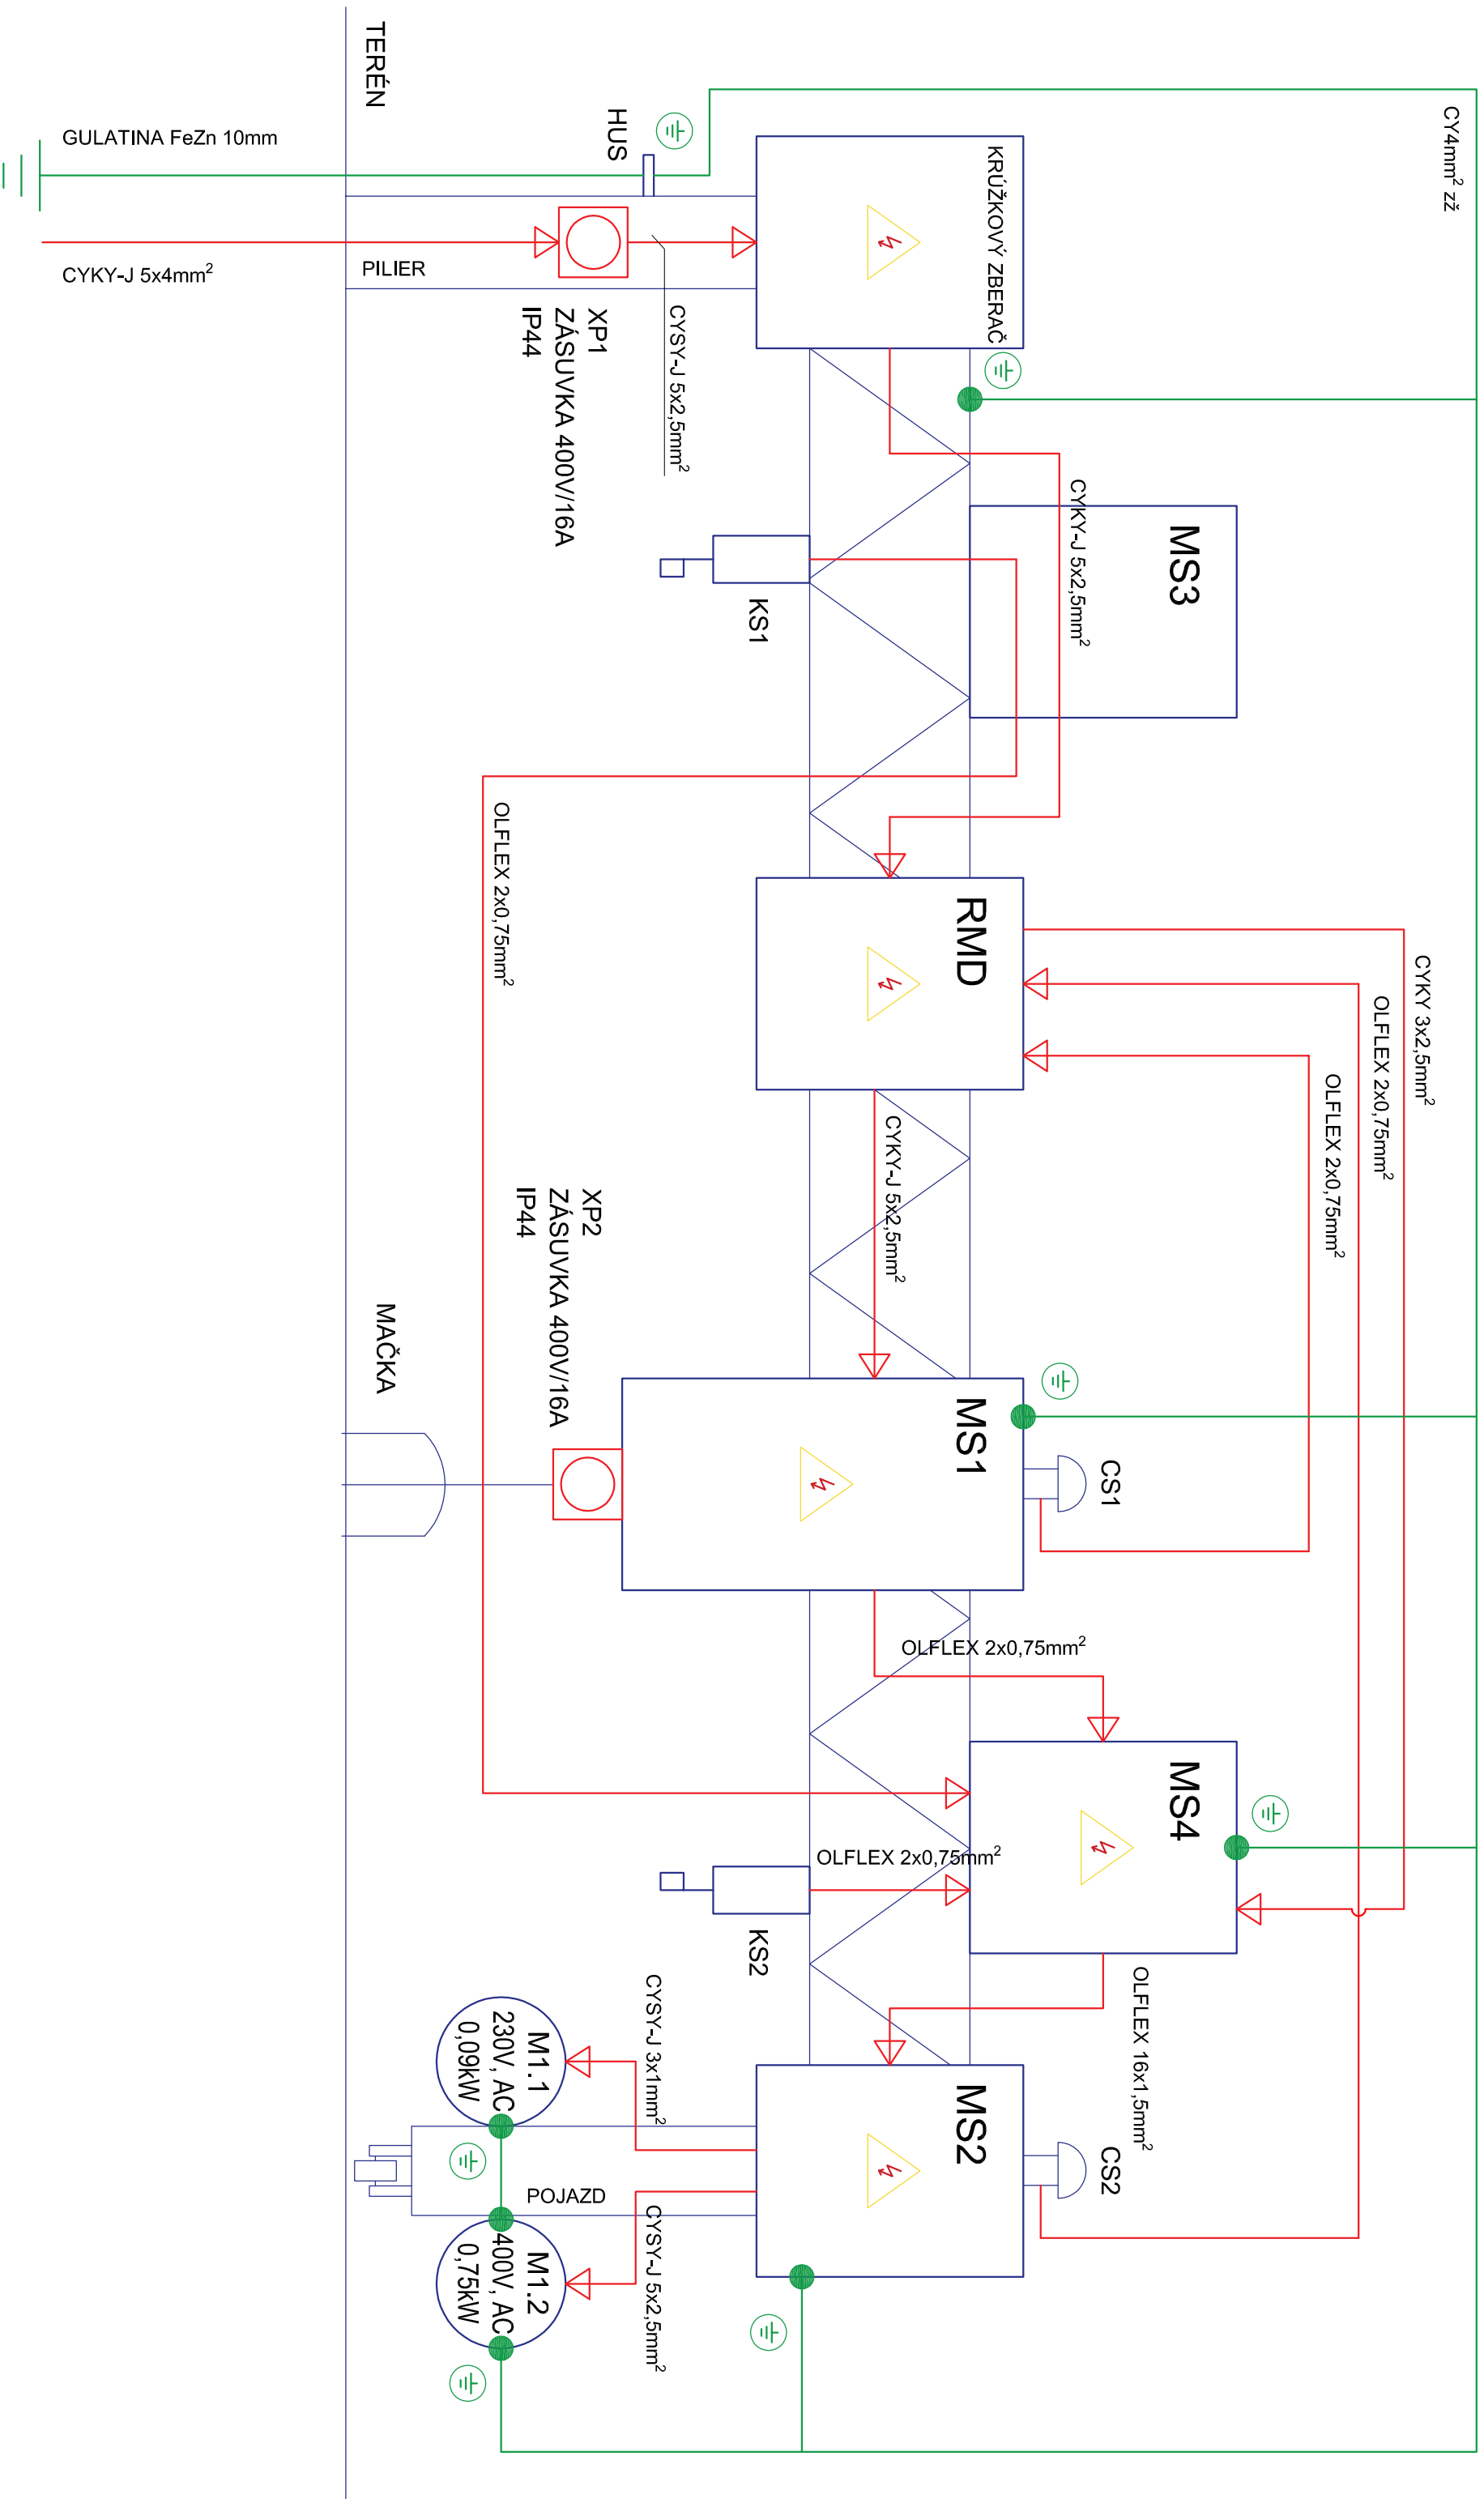 CY4mm² zž
TERÉN
GULATINA FeZn 10mm
HUS
KRÚŽKOVÝ ZBERAČ
CYKY-J 5x4mm²
PILIER
XP1
ZÁSUVKA 400V/16A
IP44
CYSY-J 5x2,5mm²
CYKY-J 5x2,5mm²
MS3
KS1
OLFLEX 2x0,75mm²
RMD
CYKY 3x2,5mm²
OLFLEX 2x0,75mm²
OLFLEX 2x0,75mm²
CYKY-J 5x2,5mm²
XP2
ZÁSUVKA 400V/16A
IP44
MAČKA
MS1
CS1
OLFLEX 2x0,75mm²
MS4
OLFLEX 2x0,75mm²
KS2
OLFLEX 16x1,5mm²
CYSY-J 3x1mm²
M1.1
230V, AC
0,09kW
MS2
CS2
POJAZD
CYSY-J 5x2,5mm²
M1.2
400V, AC
0,75kW